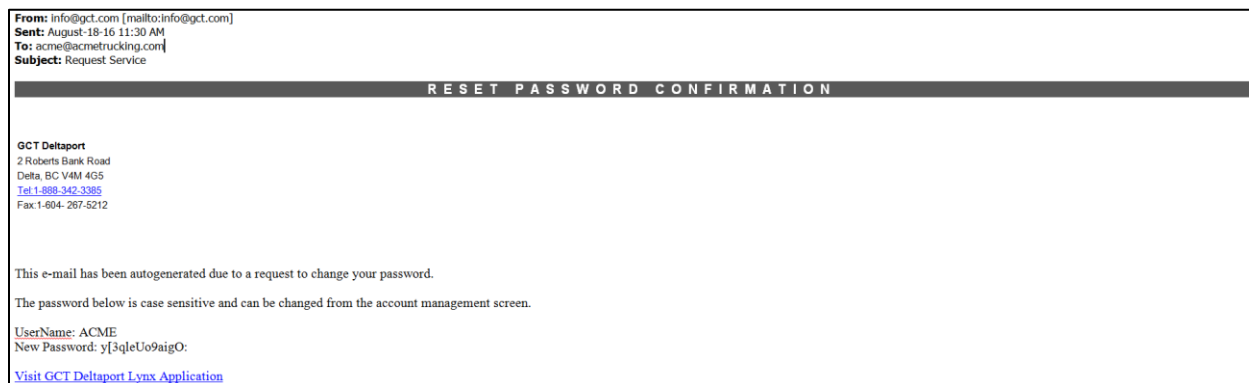 From: info@gct.com [mailto:info@gct.com]
Sent: August-18-16 11:30 AM
To: acme@acmetrucking.com
Subject: Request Service
RESET PASSWORD CONFIRMATION
GCT Deltaport
2 Roberts Bank Road
Delta, BC V4M 4G5
Tel:1-888-342-3385
Fax:1-604- 267-5212
This e-mail has been autogenerated due to a request to change your password.
The password below is case sensitive and can be changed from the account management screen.
UserName: ACME
New Password: y[3qleUo9aigO:
Visit GCT Deltaport Lynx Application